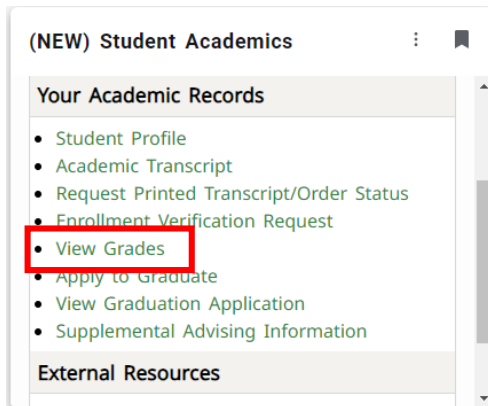 (NEW) Student Academics
Your Academic Records
Student Profile
Academic Transcript
Request Printed Transcript/Order Status
Enrollment Verification Request
View Grades
Apply to Graduate
View Graduation Application
Supplemental Advising Information
External Resources